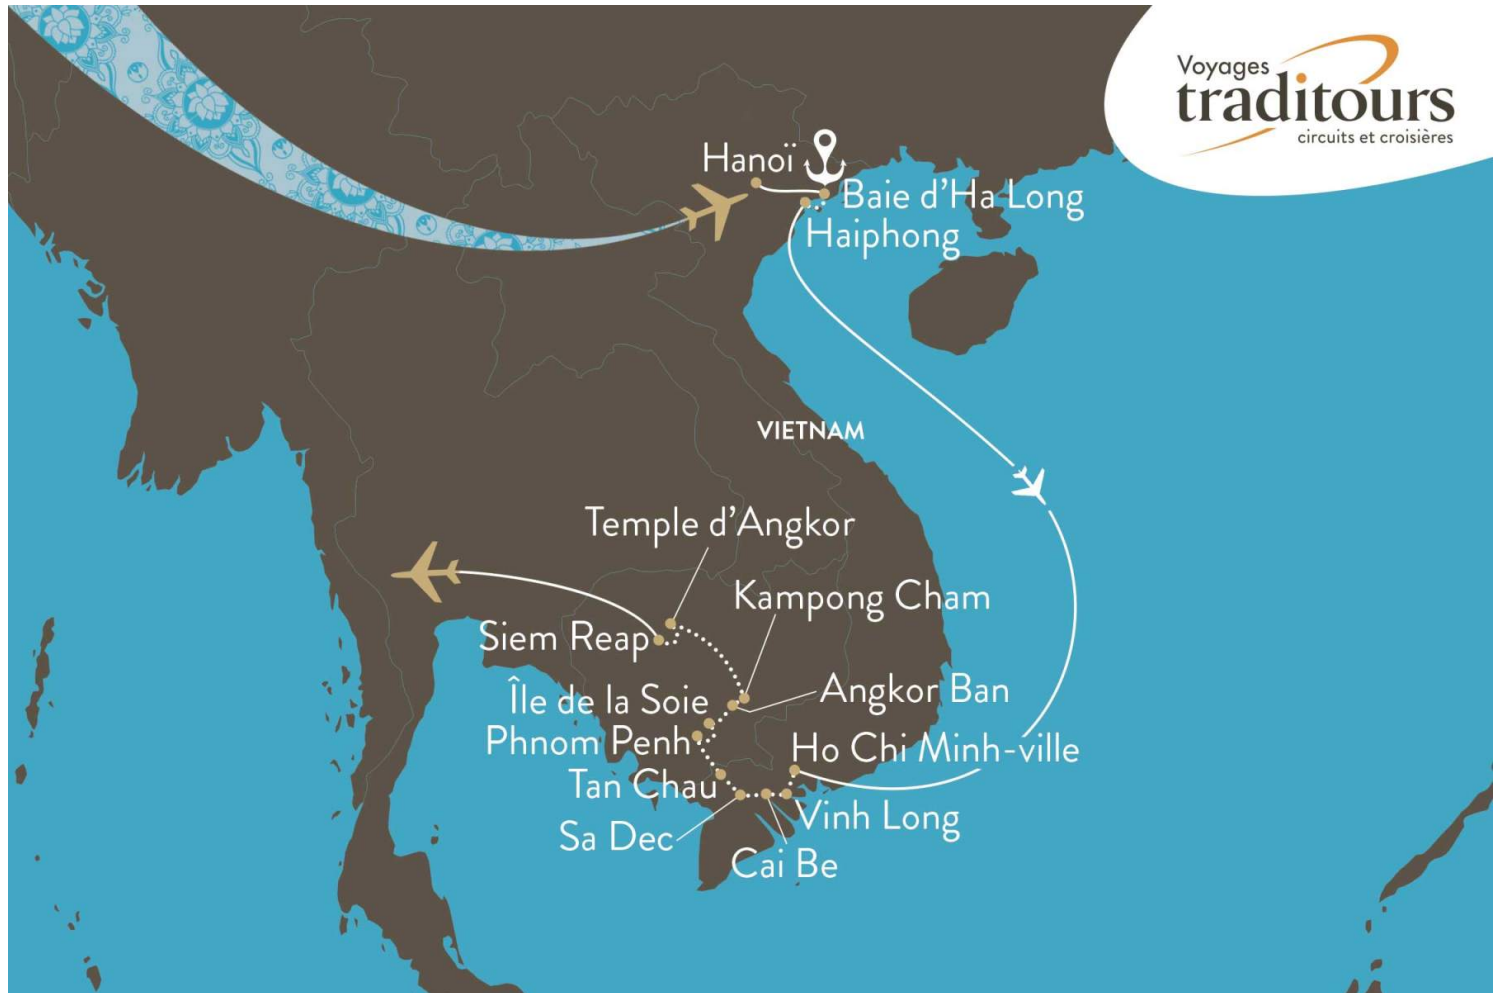 Voyages
traditours
circuits et croisières
Hanoï
Baie d'Ha Long
Haiphong
VIETNAM
Temple d'Angkor
Kampong Cham
Siem Reap
Île de la Soie
Angkor Ban
Phnom Penh
Ho Chi Minh-ville
Tan Chau
Vinh Long
Sa Dec
Cai Be